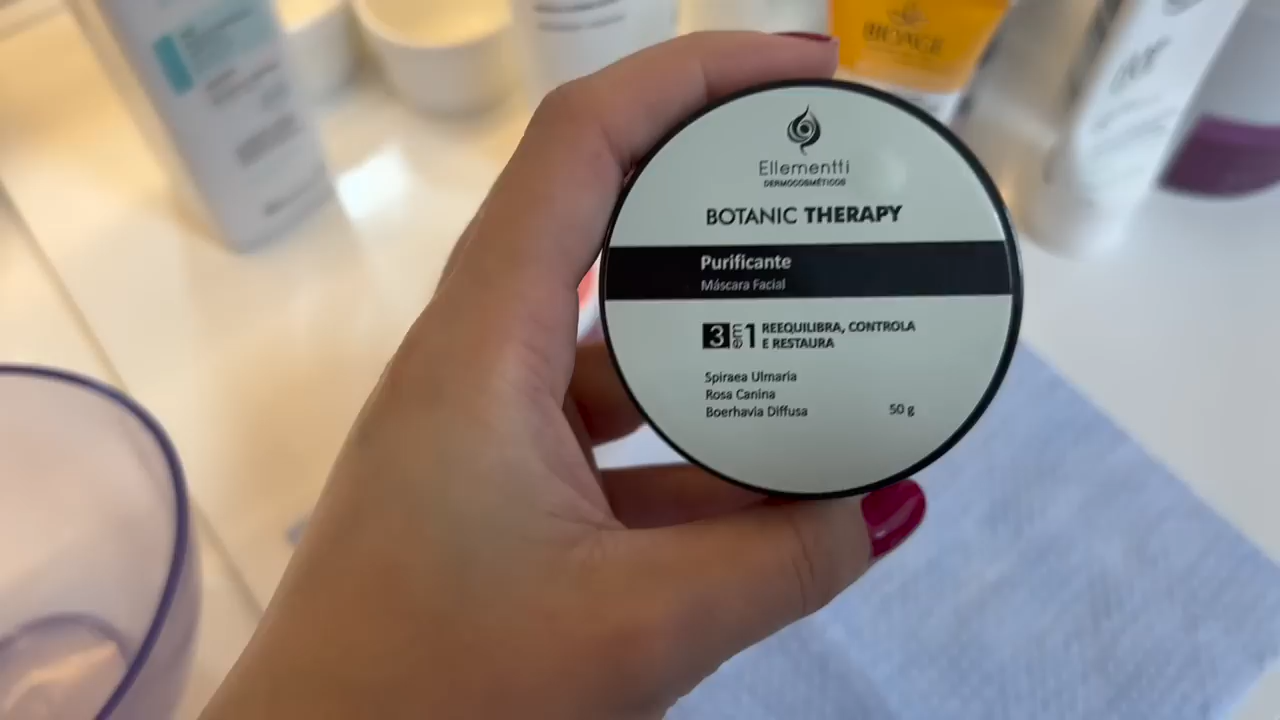 BIOAGE
Ellementti
DERMOCOSMÉTICOS
BOTANIC THERAPY
Purificante
Máscara Facial
3 em 1 REEQUILIBRA, CONTROLA
E RESTAURA
Spiraea Ulmaria
Rosa Canina
Boerhavia Diffusa
50 g